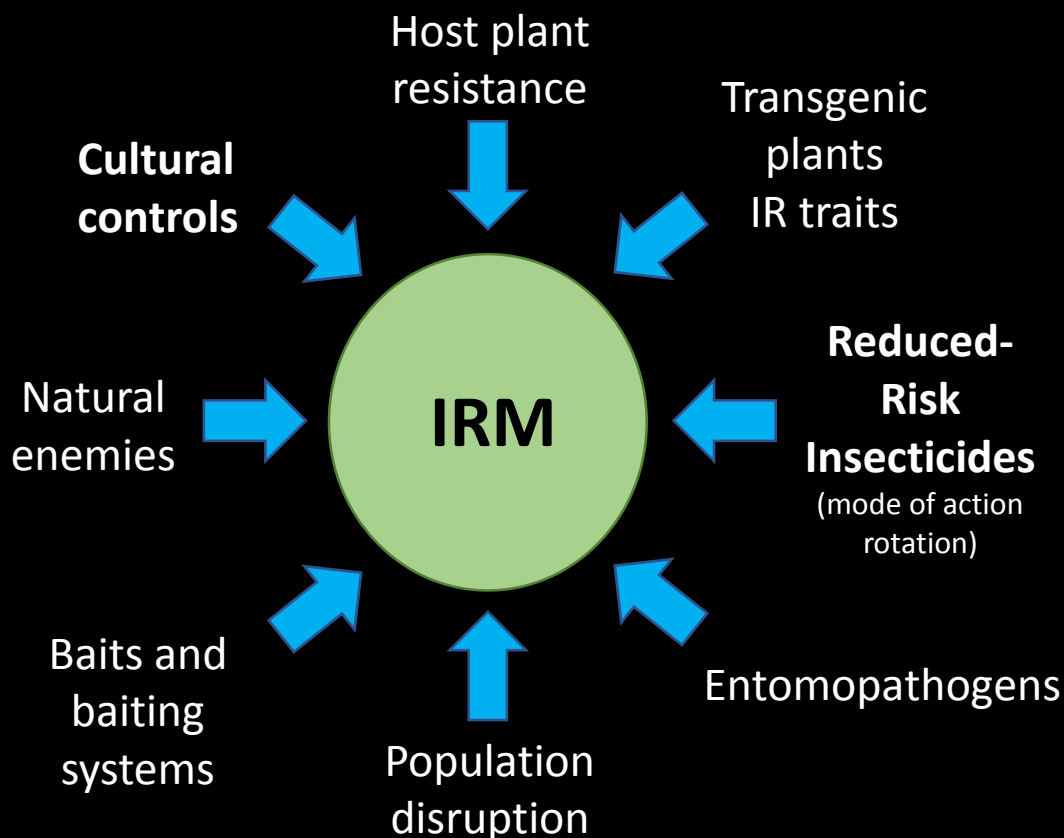 Host plant
resistance
Transgenic
plants
IR traits
Cultural
controls
IRM
Reduced-
Risk
Insecticides
(mode of action
rotation)
Natural
enemies
Baits and
baiting
systems
Population
disruption
Entomopathogens